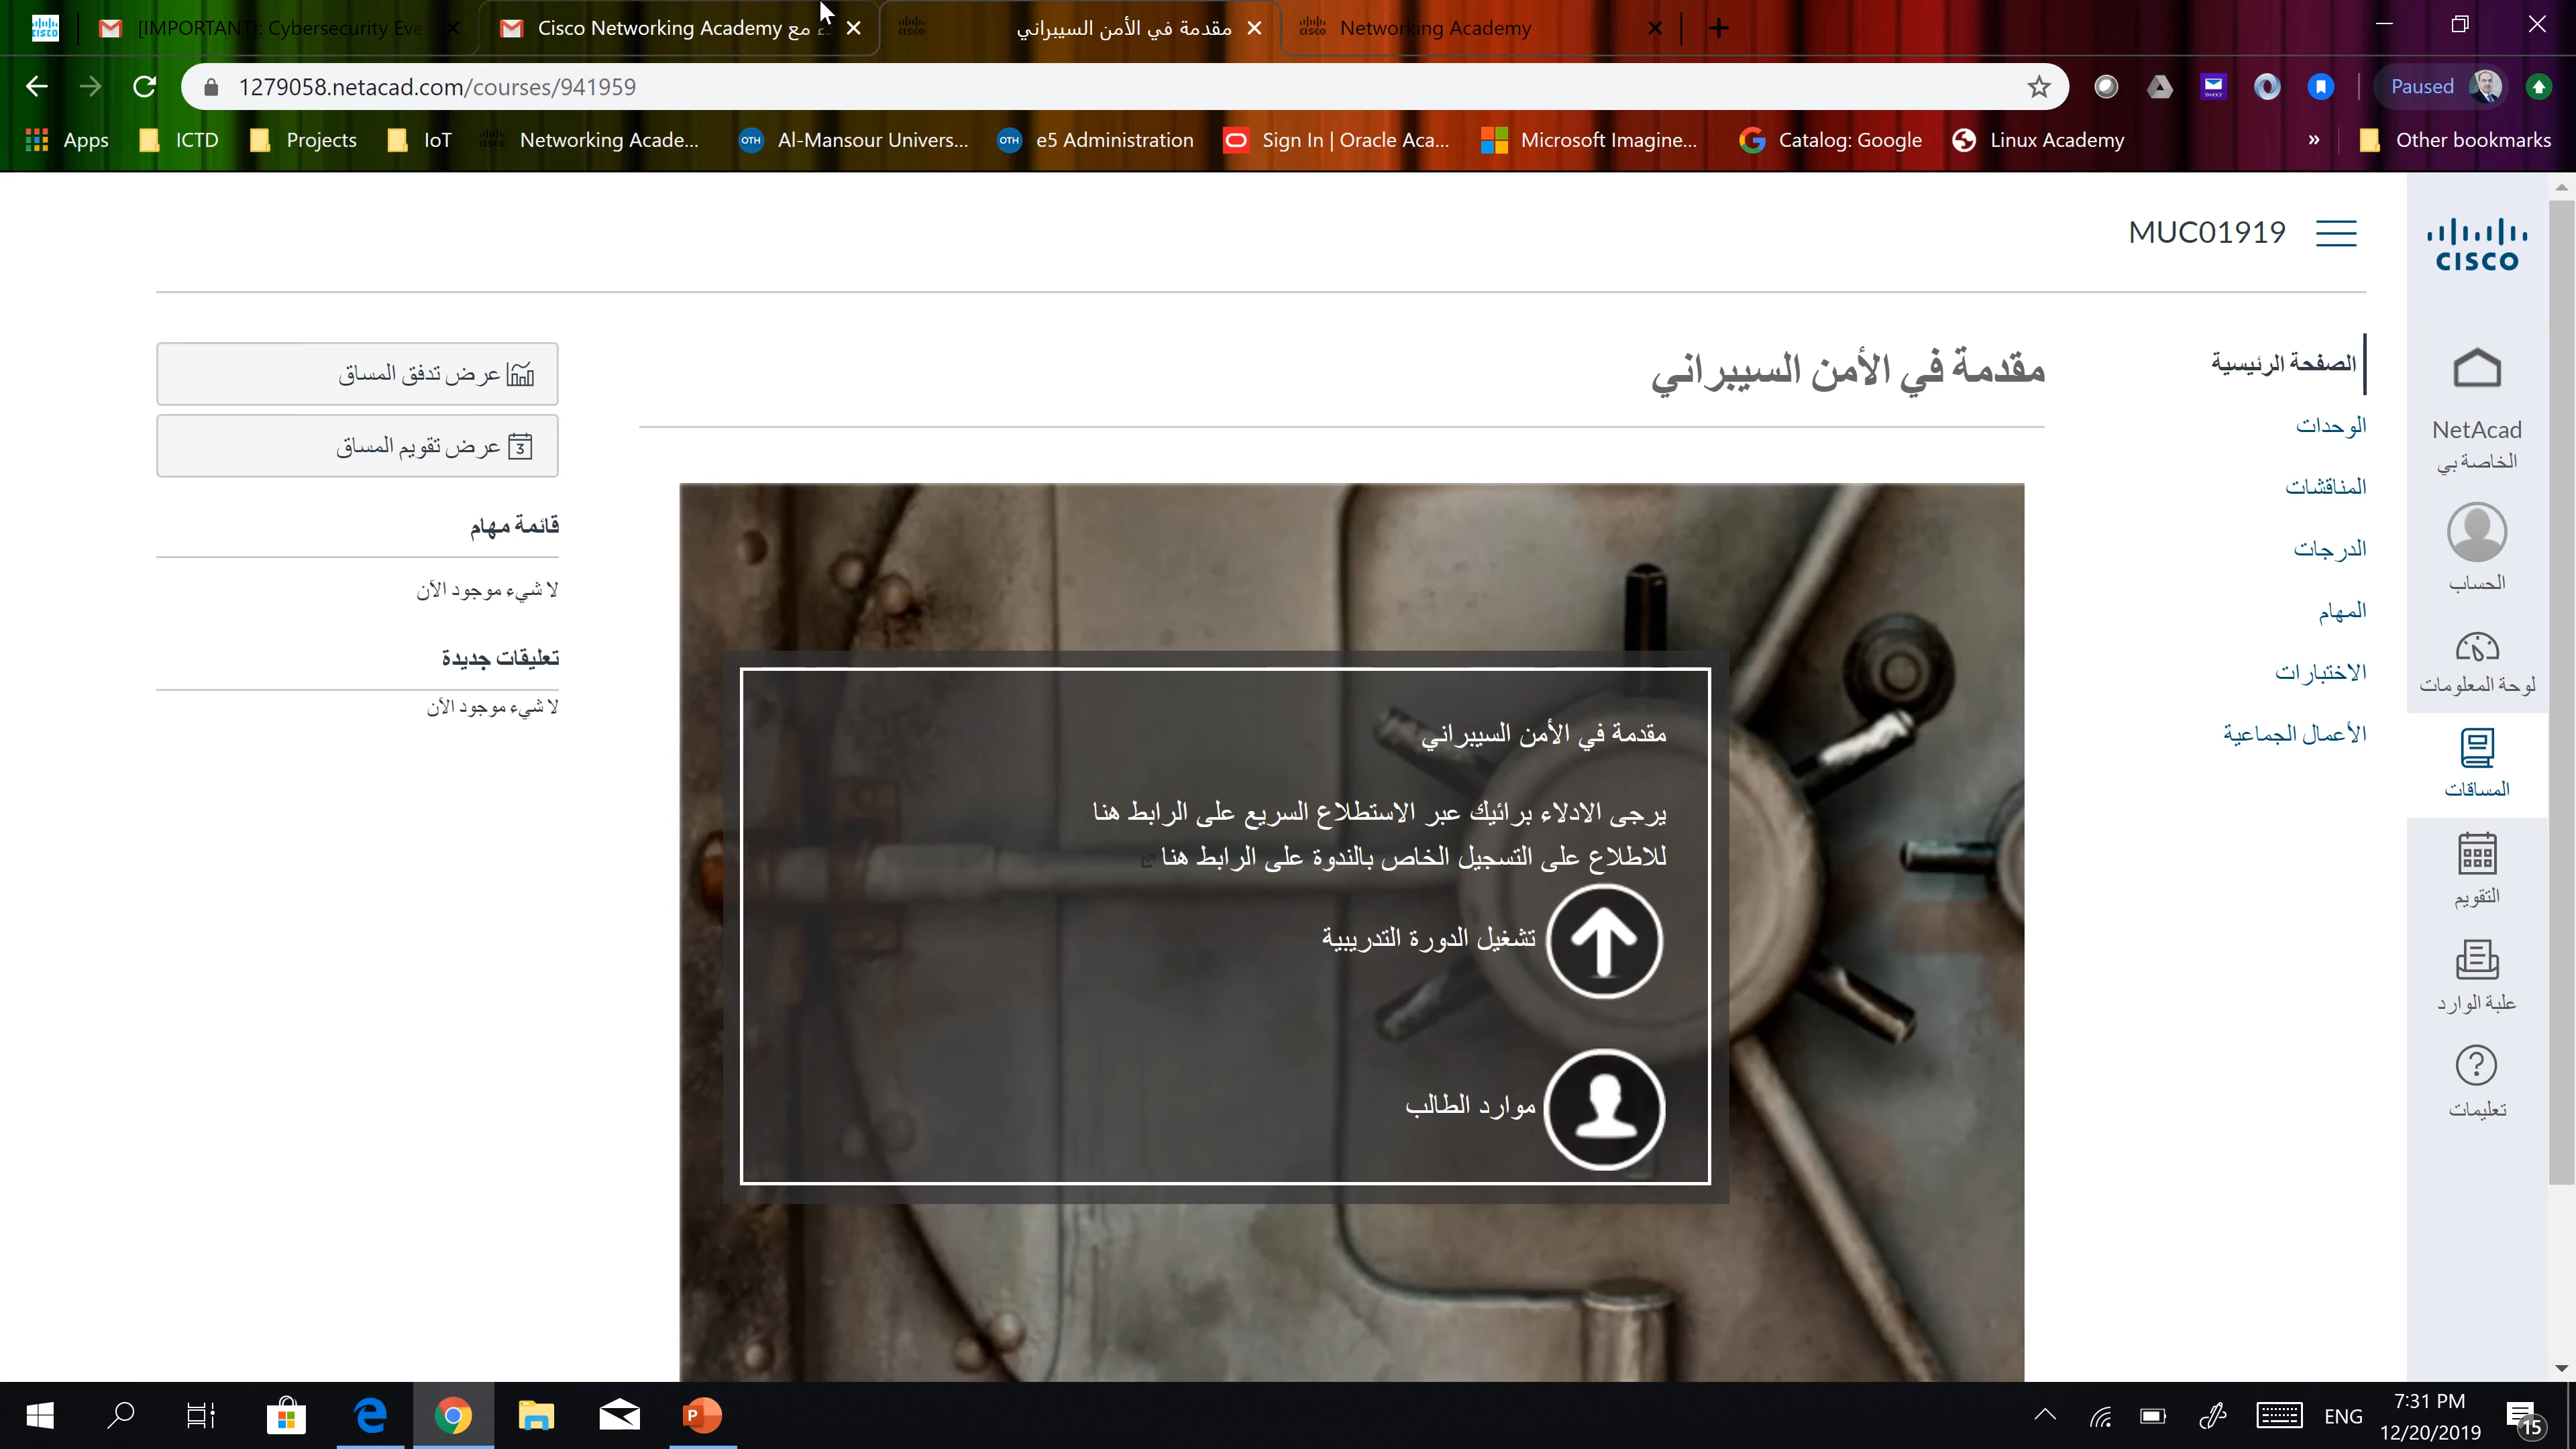 [IMPORTANT]: Cybersecurity Eve
Cisco Networking Academy مع
مقدمة في الأمن السيبراني
Networking Academy
1279058.netacad.com/courses/941959
Paused
Apps
ICTD
Projects
IoT
Networking Acade...
Al-Mansour Univers...
e5 Administration
Sign In | Oracle Aca...
Microsoft Imagine...
Catalog: Google
Linux Academy
»
Other bookmarks
CISCO
MUC01919
NetAcad
الخاصة بي
الحساب
لوحة المعلومات
المساقات
التقويم
علبة الوارد
تعليمات
الصفحة الرئيسية
الوحدات
المناقشات
الدرجات
المهام
الاختبارات
الأعمال الجماعية
مقدمة في الأمن السيبراني
مقدمة في الأمن السيبراني
يرجى الادلاء برائيك عبر الاستطلاع السريع على الرابط هنا
للاطلاع على التسجيل الخاص بالندوة على الرابط هنا
تشغيل الدورة التدريبية
موارد الطالب
عرض تدفق المساق
3 عرض تقويم المساق
قائمة مهام
لا شيء موجود الآن
تعليقات جديدة
لا شيء موجود الآن
ENG
7:31 PM
12/20/2019
15